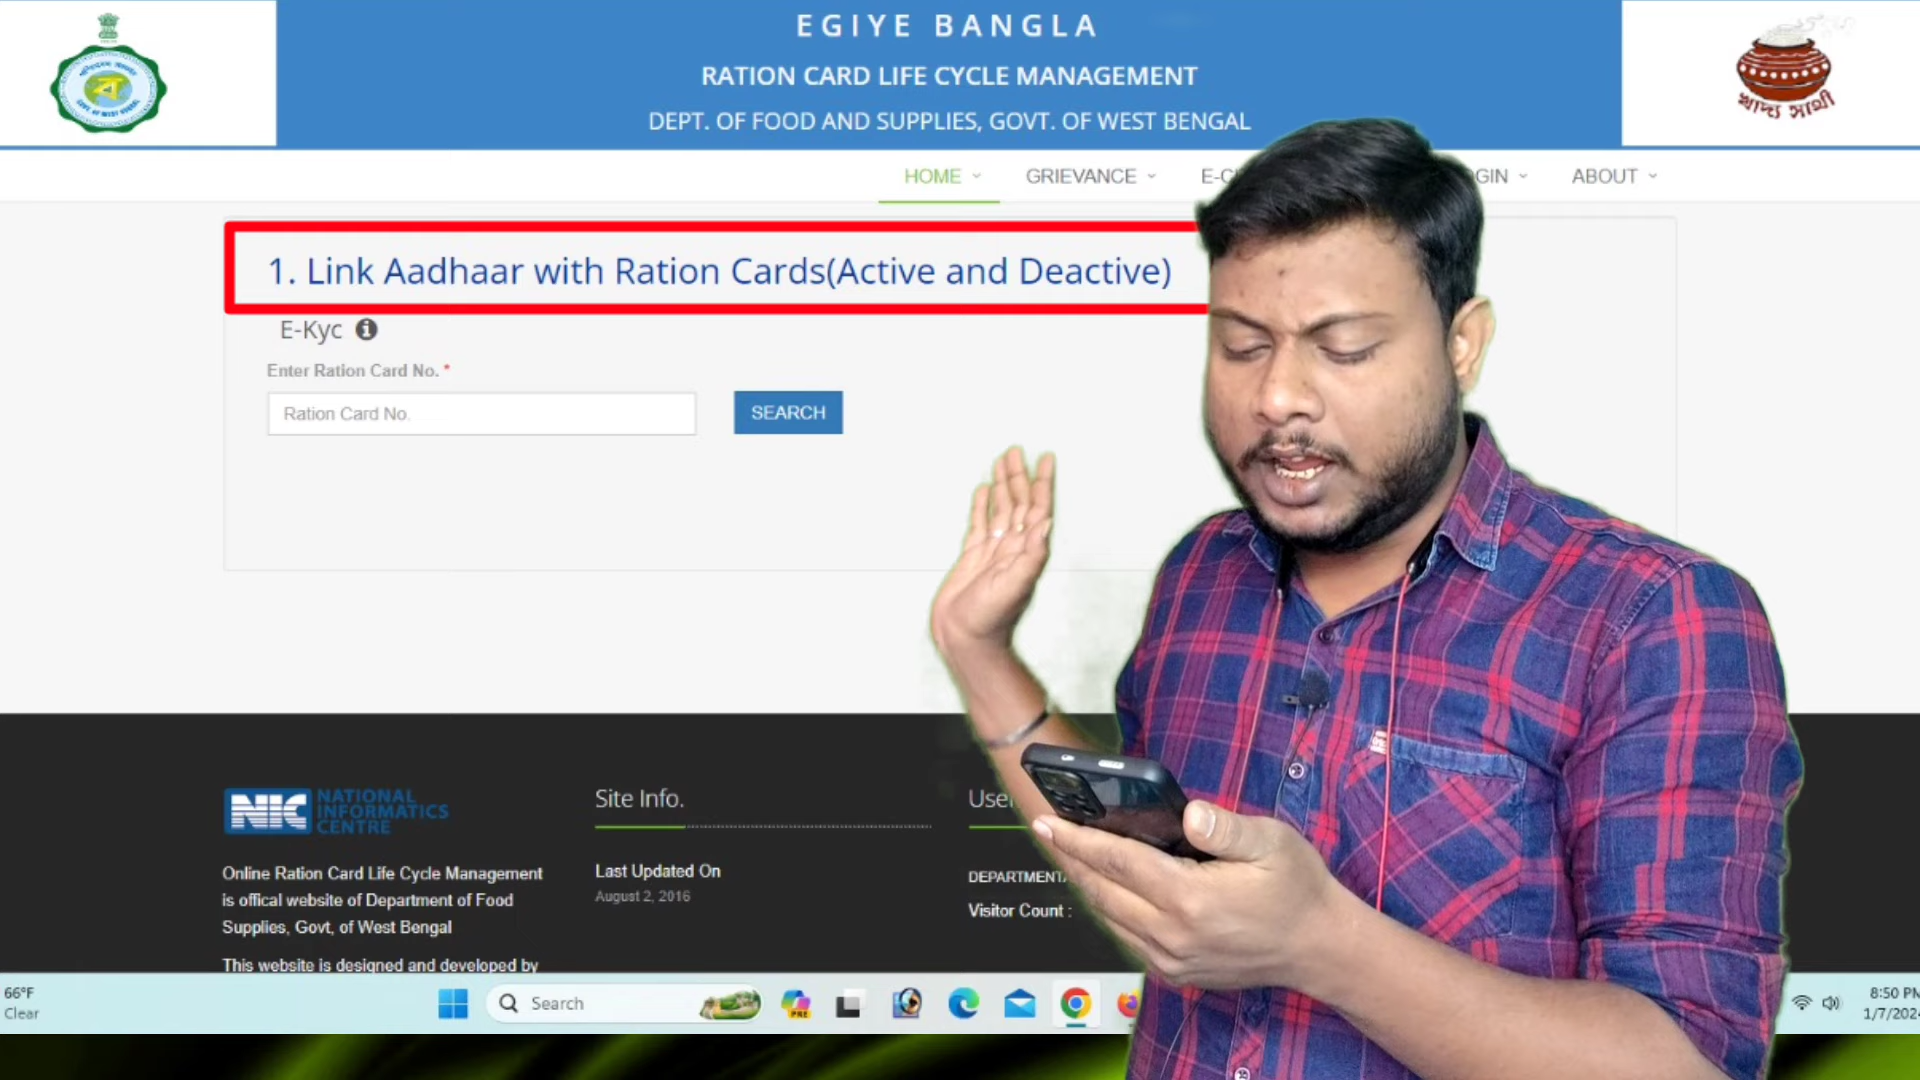 EGIYE BANGLA
RATION CARD LIFE CYCLE MANAGEMENT
DEPT. OF FOOD AND SUPPLIES, GOVT. OF WEST BENGAL
খাদ্য সাথী
HOME GRIEVANCE ABOUT
1. Link Aadhaar with Ration Cards(Active and Deactive)
E-Kyc
Enter Ration Card No. *
Ration Card No.
SEARCH
NIC NATIONAL INFORMATICS CENTRE
Online Ration Card Life Cycle Management
is offical website of Department of Food
Supplies, Govt, of West Bengal
This website is designed and developed by
Site Info.
Last Updated On
August 2, 2016
Visitor Count :
66°F
Clear
Search
PRE
8:50